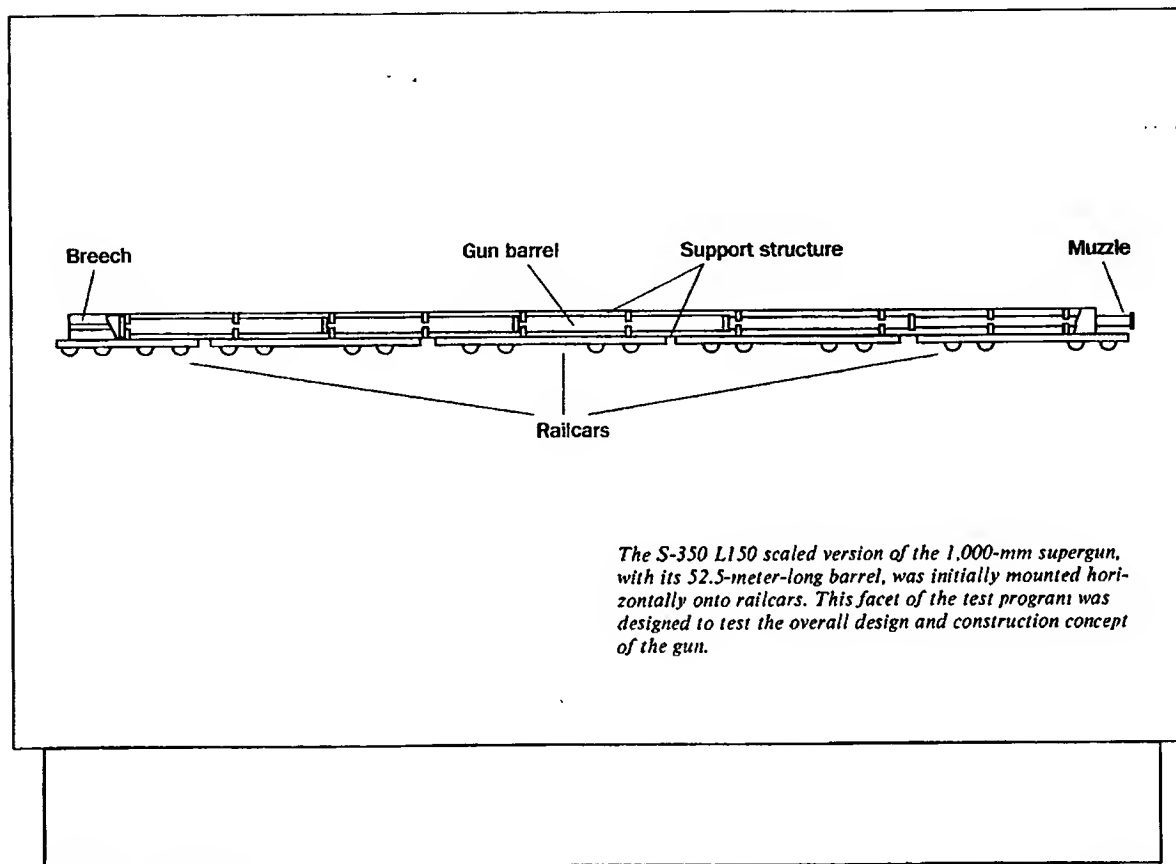 Breech
Gun barrel
Support structure
Muzzle
Railcars
The S-350 L150 scaled version of the 1,000-mm supergun,
with its 52.5-meter-long barrel, was initially mounted hori-
zontally onto railcars. This facet of the test program was
designed to test the overall design and construction concept
of the gun.